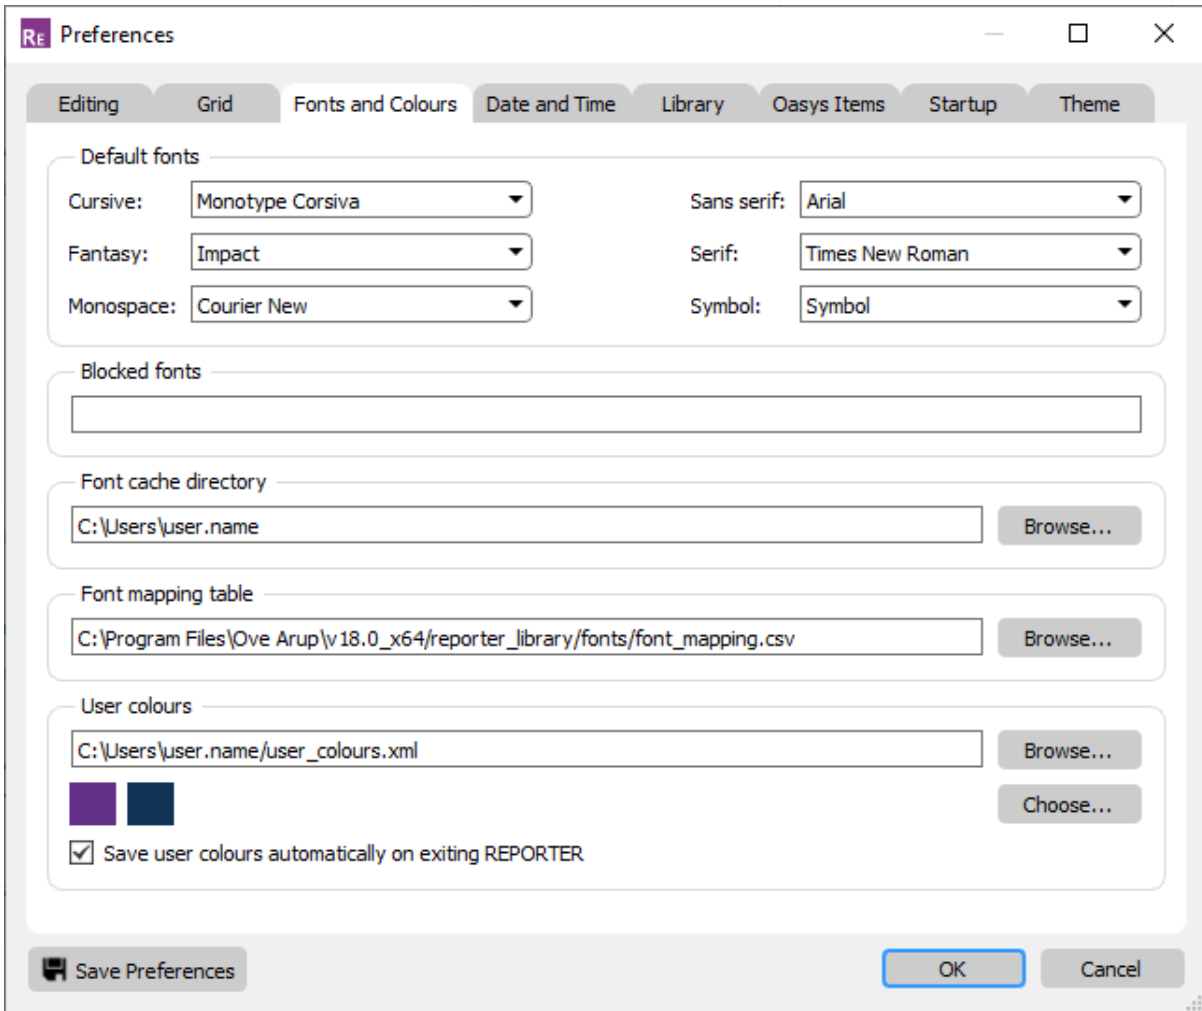 RE Preferences
Editing Grid Fonts and Colours Date and Time Library Oasys Items Startup Theme
Default fonts
Cursive: Monotype Corsiva Sans serif: Arial
Fantasy: Impact Serif: Times New Roman
Monospace: Courier New Symbol: Symbol
Blocked fonts
Font cache directory
C:\Users\user.name Browse...
Font mapping table
C:\Program Files\Ove Arup\v18.0_x64/reporter_library/fonts/font_mapping.csv Browse...
User colours
C:\Users\user.name/user_colours.xml Browse...
Choose...
Save user colours automatically on exiting REPORTER
Save Preferences OK Cancel